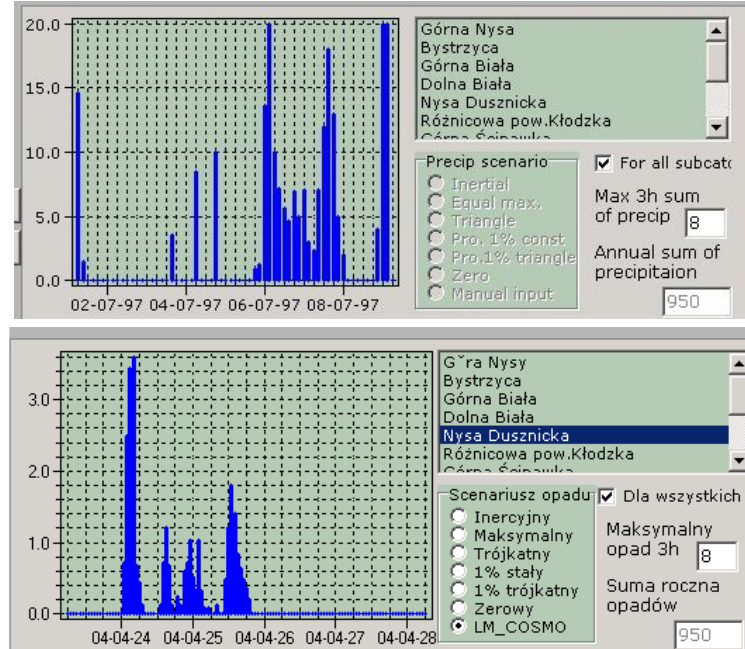 20.0
15.0
10.0
5.0
0.0
02-07-97 04-07-97 06-07-97 08-07-97
Górna Nysa
Bystrzyca
Górna Biała
Dolna Biała
Nysa Dusznicka
Różnicowa pow.Kłodzka
Górna Ścinawka
Precip scenario
Inertial
Equal max.
Triangle
Pro. 1% const
Pro.1% triangle
Zero
Manual input
For all subcatc
Max 3h sum
of precip 8
Annual sum of
precipitaion
950
3.0
2.0
1.0
0.0
04-04-24 04-04-25 04-04-26 04-04-27 04-04-28
Gˇra Nysy
Bystrzyca
Górna Biała
Dolna Biała
Nysa Dusznicka
Różnicowa pow.Kłodzka
Górna Ścinawka
Scenariusz opadu
Inercyjny
Maksymalny
Trójkatny
1% stały
1% trójkatny
Zerowy
LM_COSMO
Dla wszystkich
Maksymalny
opad 3h 8
Suma roczna
opadów
950